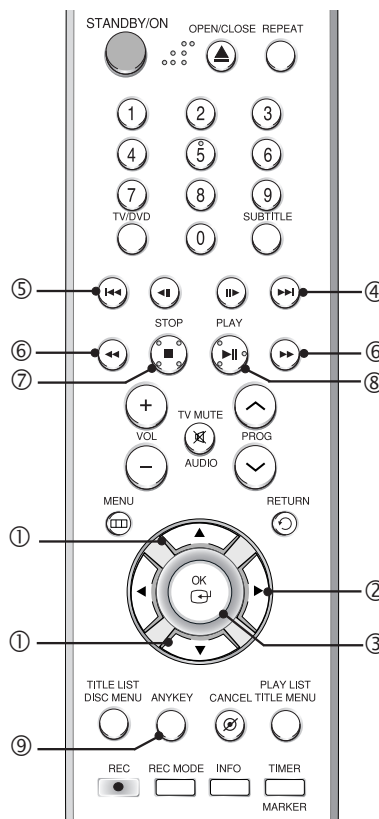 STANDBY/ON OPEN/CLOSE REPEAT
1 2 3
4 5 6
7 8 9
TV/DVD SUBTITLE
0
⑤ ④
STOP PLAY
⑥ ⑥
⑦ ⑧
+
VOL TV MUTE PROG
− AUDIO
MENU RETURN
①
OK
②
③
①
TITLE LIST PLAY LIST
DISC MENU ANYKEY CANCEL TITLE MENU
⑨
REC REC MODE INFO TIMER
MARKER